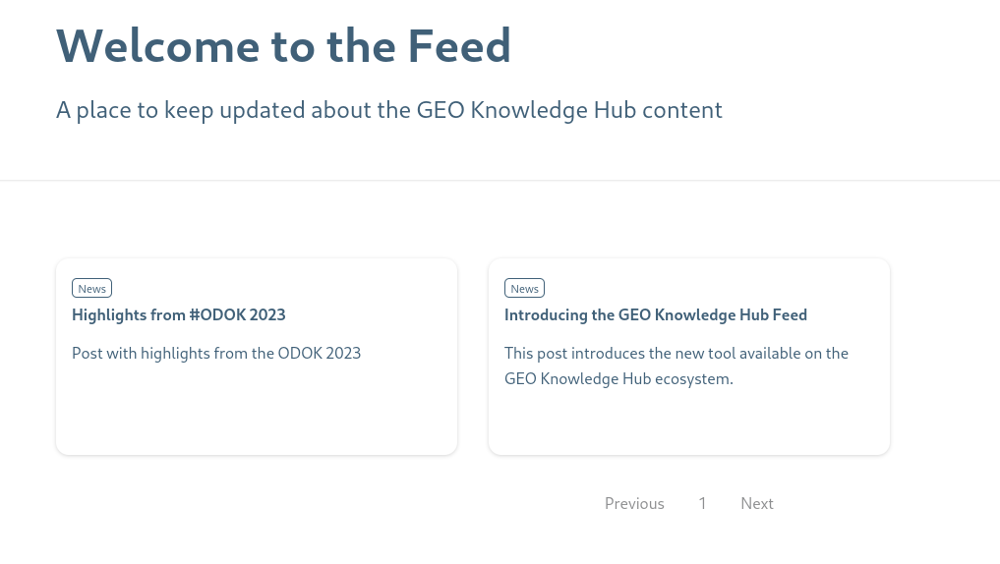 Welcome to the Feed
A place to keep updated about the GEO Knowledge Hub content
News
Highlights from #ODOK 2023
Post with highlights from the ODOK 2023
News
Introducing the GEO Knowledge Hub Feed
This post introduces the new tool available on the
GEO Knowledge Hub ecosystem.
Previous 1 Next